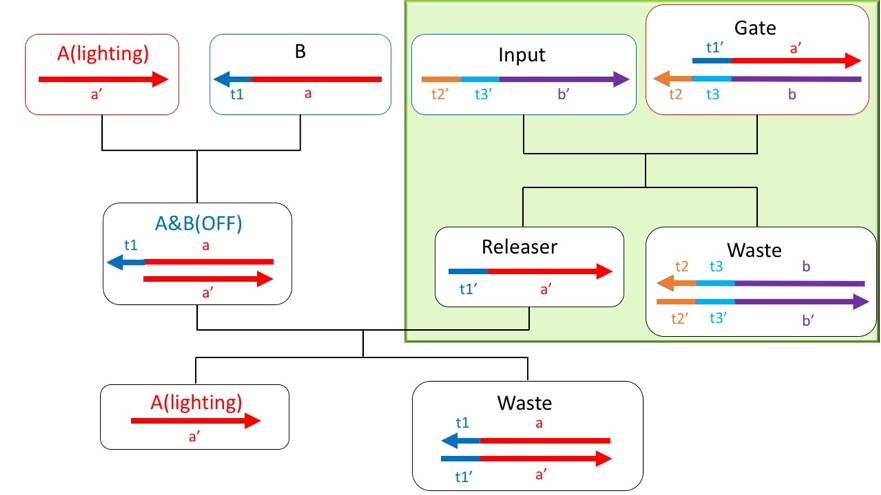 A(lighting)
a’
B
t1 a
Input
t2’ t3’ b’
Gate
t1’ a’
t2 t3 b
A&B(OFF)
t1 a
a’
Releaser
t1’ a’
Waste
t2 t3 b
t2’ t3’ b’
A(lighting)
a’
Waste
t1 a
t1’ a’